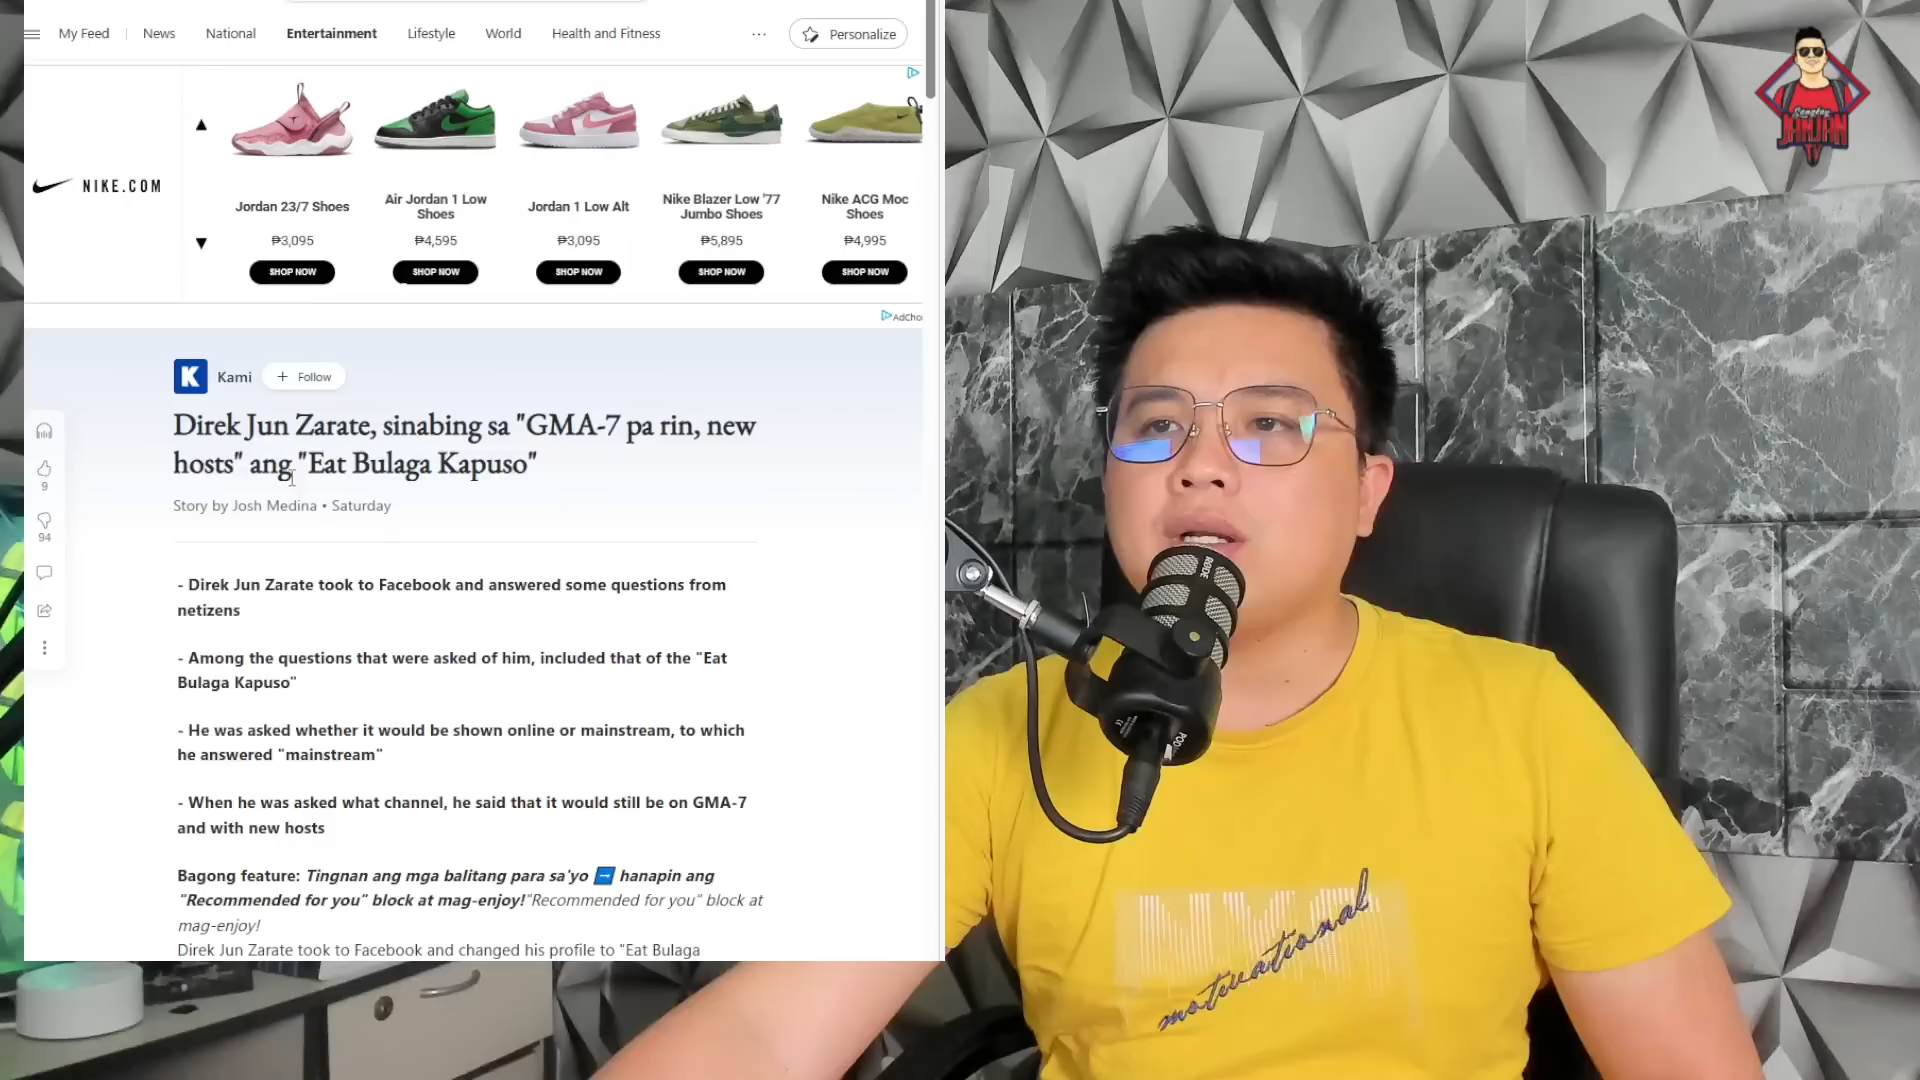 My Feed
News
National
Entertainment
Lifestyle
World
Health and Fitness
...
Personalize
NIKE.COM
Jordan 23/7 Shoes
₱3,095
SHOP NOW
Air Jordan 1 Low
Shoes
₱4,595
SHOP NOW
Jordan 1 Low Alt
₱3,095
SHOP NOW
Nike Blazer Low '77
Jumbo Shoes
₱5,895
SHOP NOW
Nike ACG Moc
Shoes
₱4,995
SHOP NOW
AdCho
K
Kami
+ Follow
Direk Jun Zarate, sinabing sa "GMA-7 pa rin, new
hosts" ang "Eat Bulaga Kapuso"
Story by Josh Medina • Saturday
9
94
- Direk Jun Zarate took to Facebook and answered some questions from
netizens
- Among the questions that were asked of him, included that of the "Eat
Bulaga Kapuso"
- He was asked whether it would be shown online or mainstream, to which
he answered "mainstream"
- When he was asked what channel, he said that it would still be on GMA-7
and with new hosts
Bagong feature: Tingnan ang mga balitang para sa'yo ➡ hanapin ang
"Recommended for you" block at mag-enjoy!"Recommended for you" block at
mag-enjoy!
Direk Jun Zarate took to Facebook and changed his profile to "Eat Bulaga
Sangkay
JANJAN
TV
RØDE
motivational